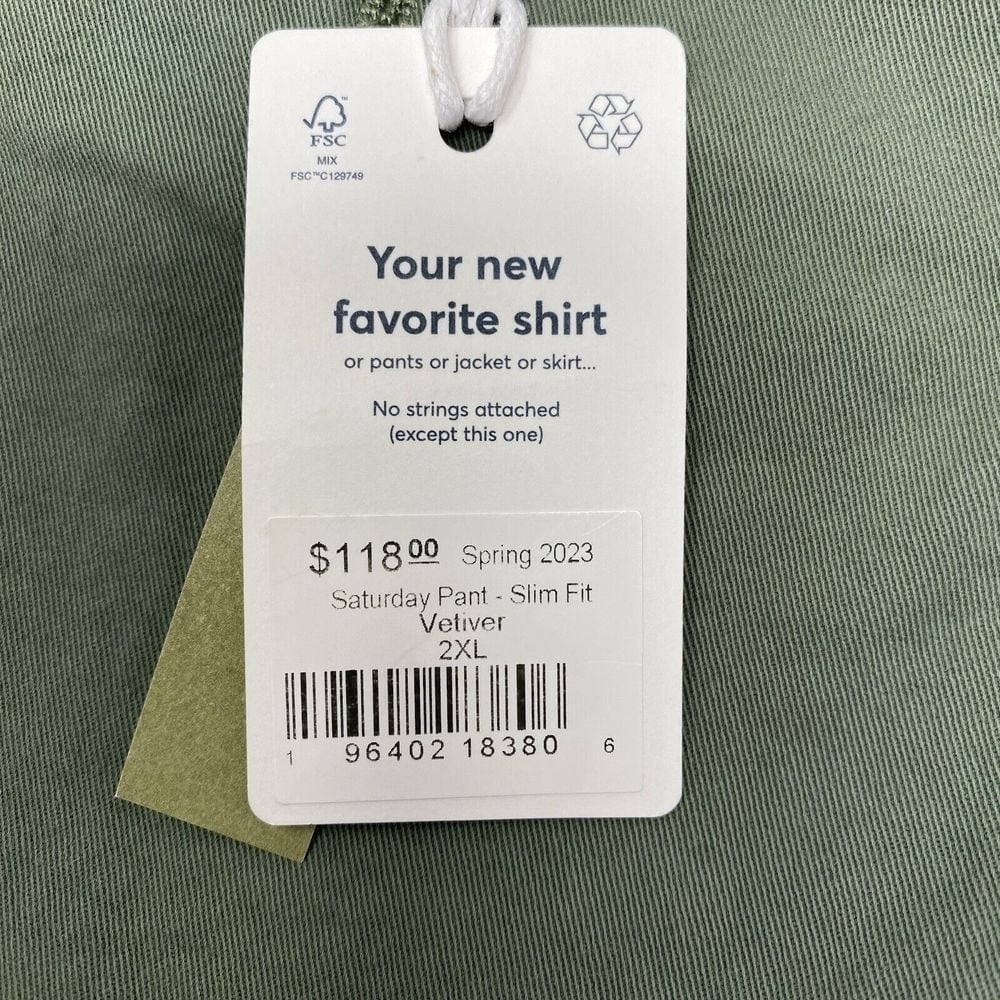 FSC™
MIX
FSC™C129749
Your new
favorite shirt
or pants or jacket or skirt...
No strings attached
(except this one)
$118.00 Spring 2023
Saturday Pant - Slim Fit
Vetiver
2XL
1 96402 18380 6